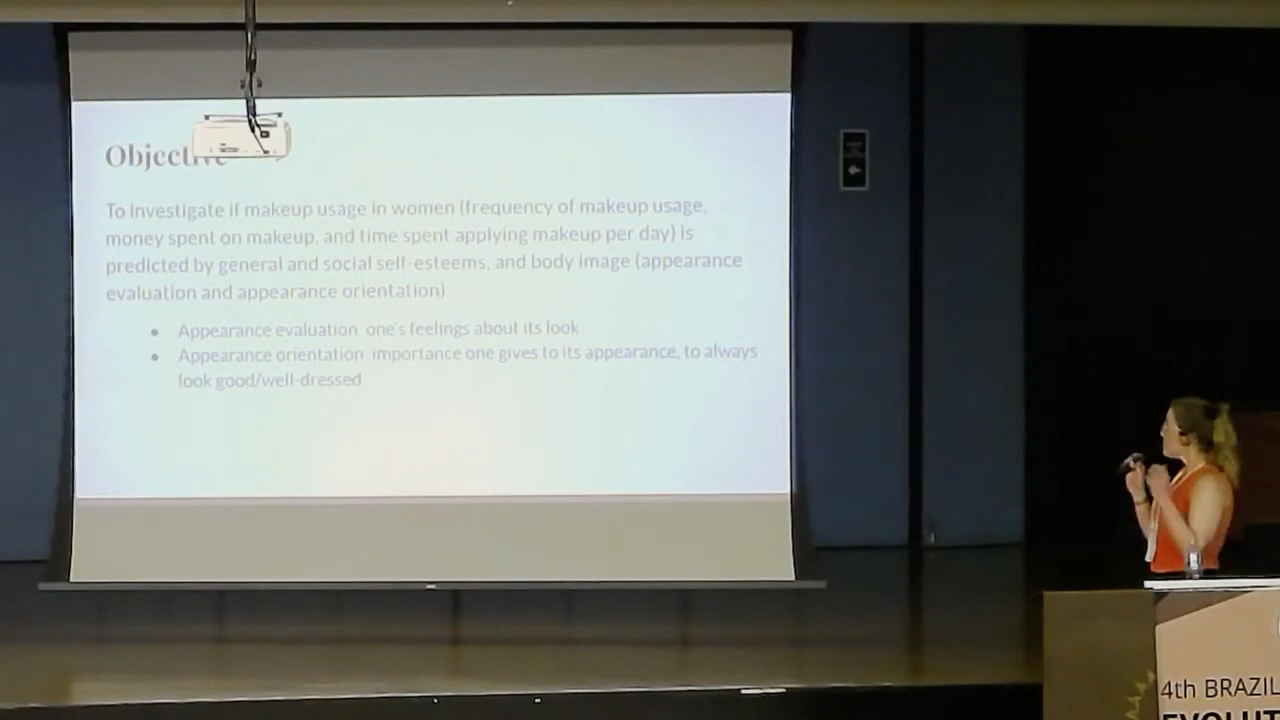 Objective
To investigate if makeup usage in women (frequency of makeup usage,
money spent on makeup, and time spent applying makeup per day) is
predicted by general and social self-esteems, and body image (appearance
evaluation and appearance orientation)
• Appearance evaluation one's feelings about its look
• Appearance orientation importance one gives to its appearance, to always
look good/well-dressed
4th BRAZIL
EVOLUT